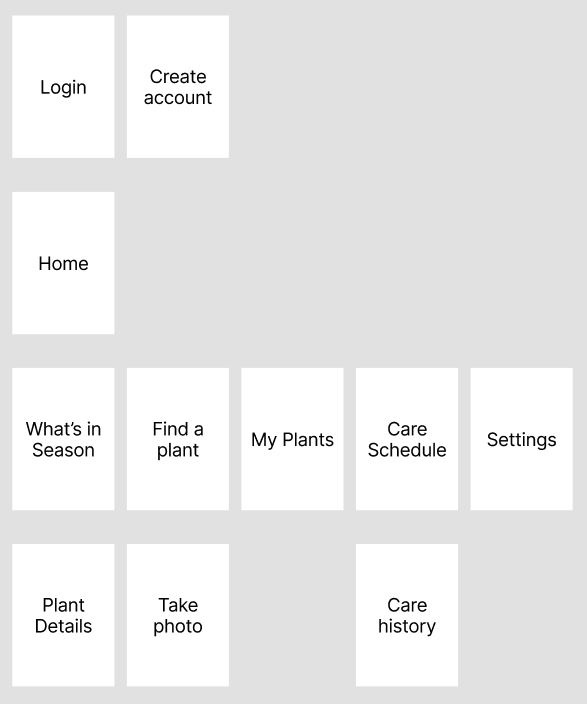 Login
Create
account
Home
What’s in
Season
Find a
plant
My Plants
Care
Schedule
Settings
Plant
Details
Take
photo
Care
history